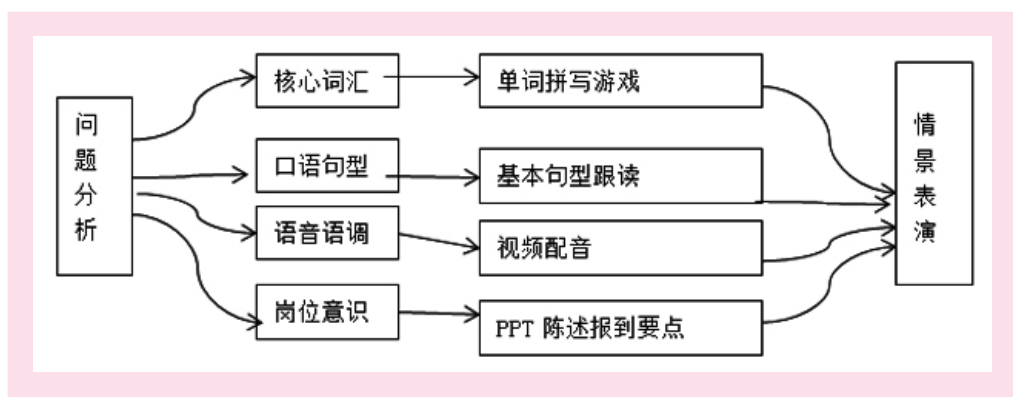 问题分析
核心词汇
单词拼写游戏
口语句型
基本句型跟读
语音语调
视频配音
岗位意识
PPT 陈述报到要点
情景表演